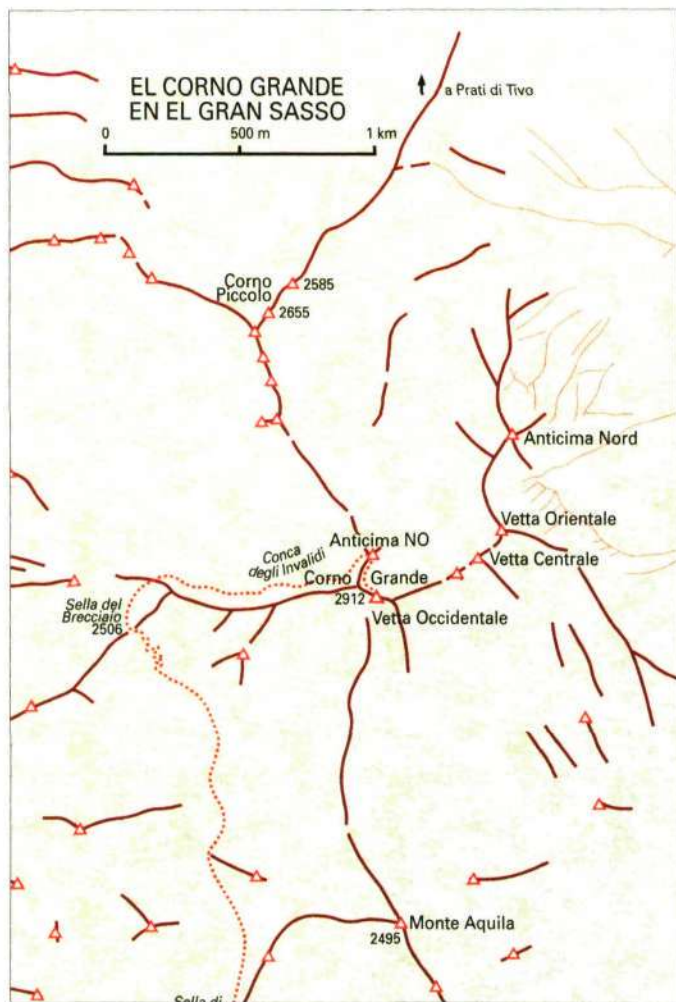 EL CORNO GRANDE
EN EL GRAN SASSO
a Prati di Tivo
0 500 m 1 km
Corno
Piccolo
2585
2655
Anticima Nord
Vetta Orientale
Anticima NO
Conca
degli Invalidi
Vetta Centrale
Corno Grande
2912
Sella del
Brecciaio
2506
Vetta Occidentale
Monte Aquila
2495
Sella di